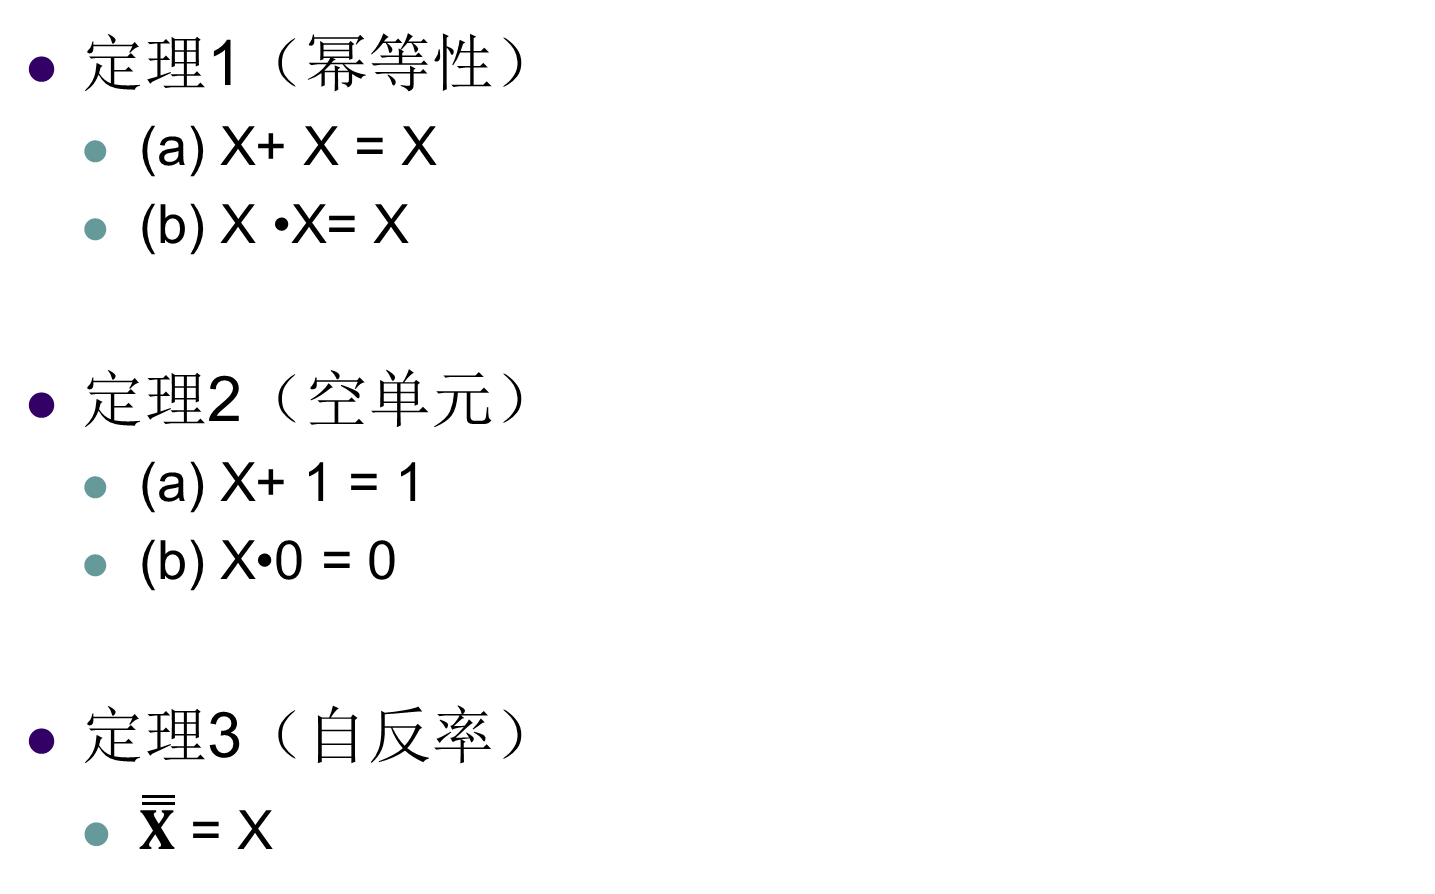 定理1（幂等性）
(a) X+ X = X
(b) X •X= X
定理2（空单元）
(a) X+ 1 = 1
(b) X•0 = 0
定理3（自反率）
X̿ = X